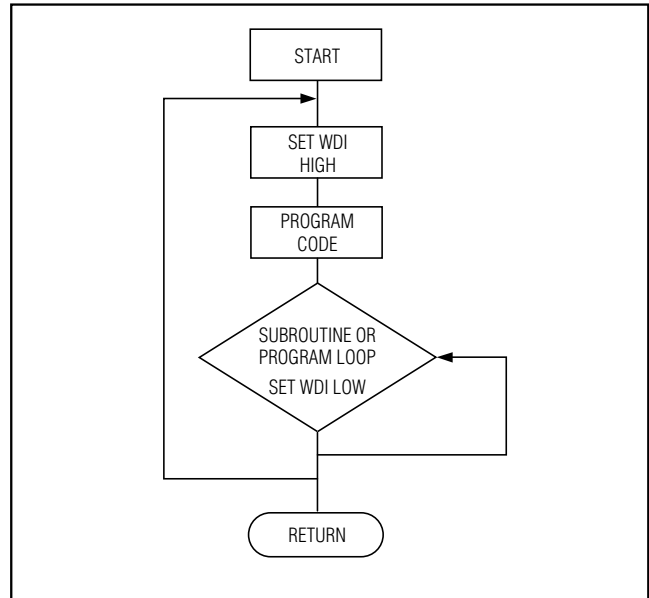 START
SET WDI
HIGH
PROGRAM
CODE
SUBROUTINE OR
PROGRAM LOOP
SET WDI LOW
RETURN